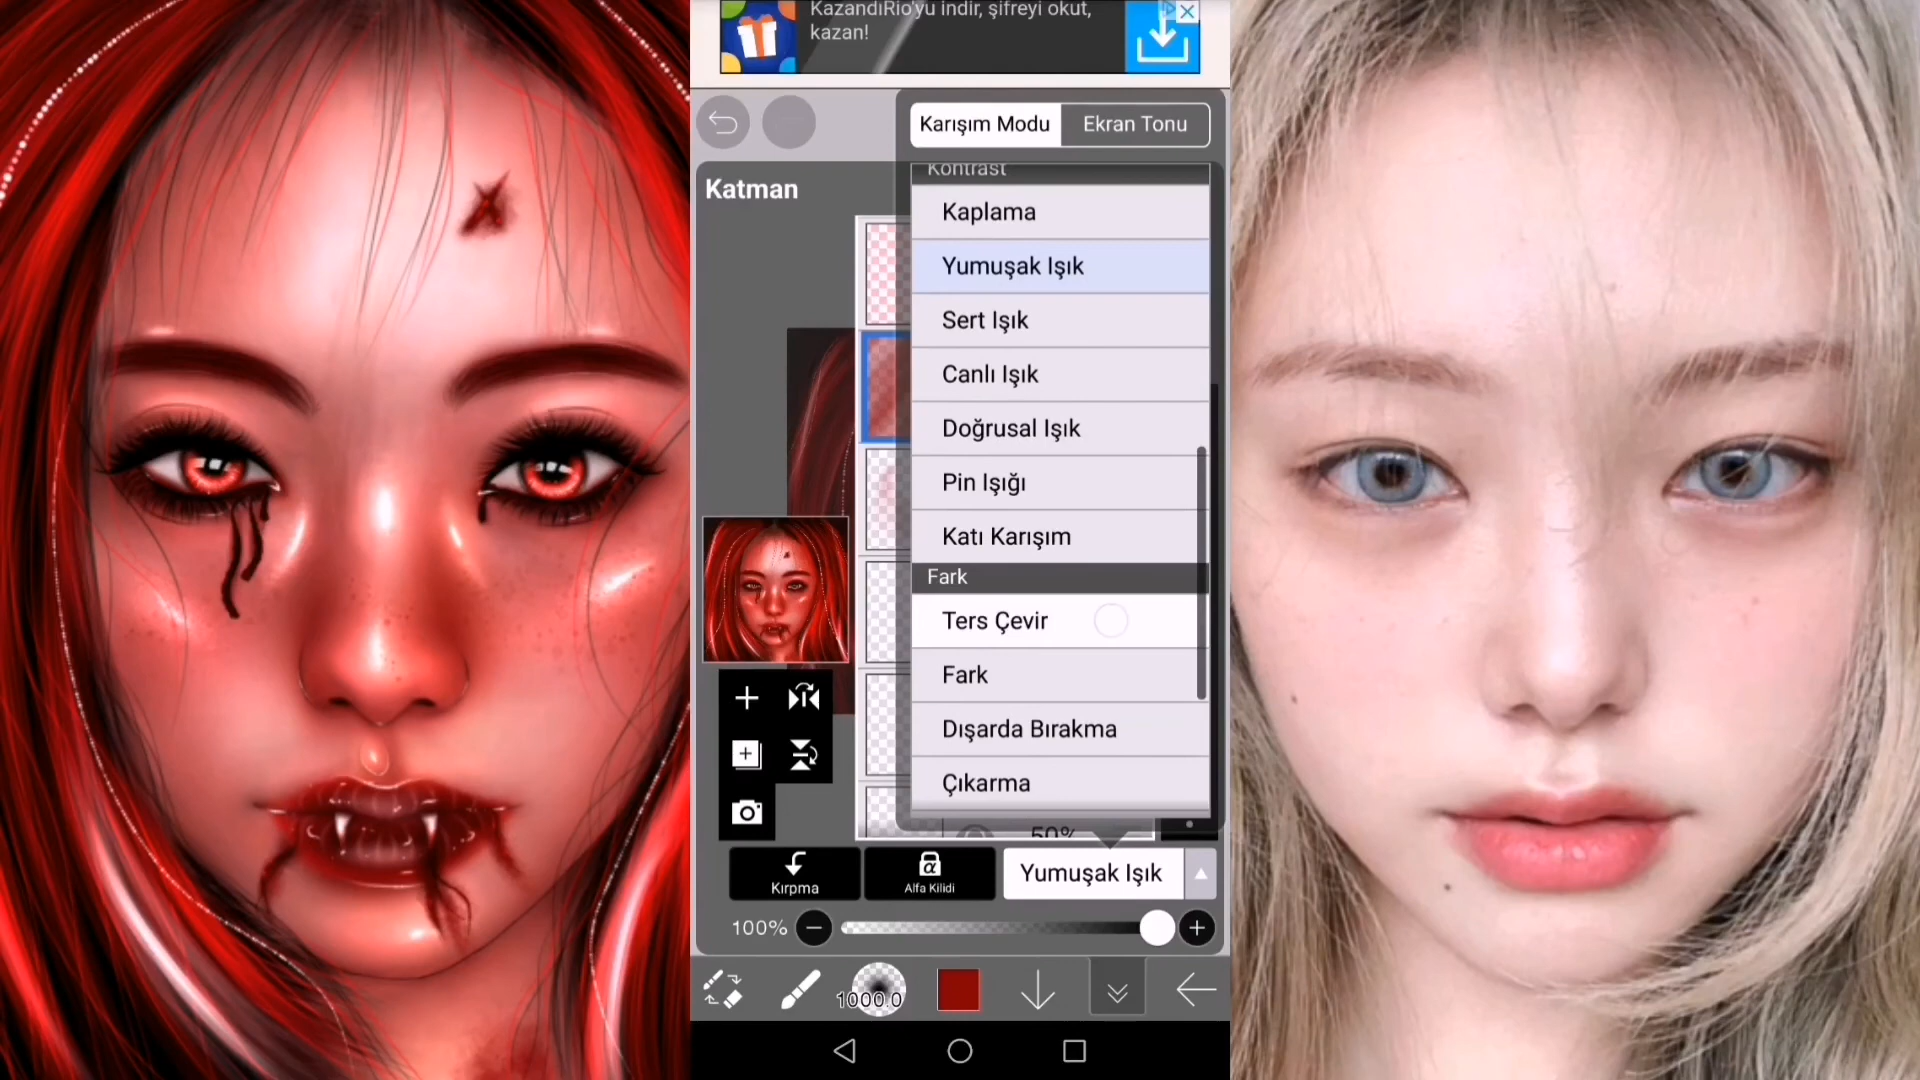 KazandıRio'yu indir, şifreyi okut,
kazan!
Karışım Modu
Ekran Tonu
Katman
Kontrast
Kaplama
Yumuşak Işık
Sert Işık
Canlı Işık
Doğrusal Işık
Pin Işığı
Katı Karışım
Fark
Ters Çevir
Fark
Dışarda Bırakma
Çıkarma
50%
Kırpma
Alfa Kilidi
Yumuşak Işık
100%
1000.0